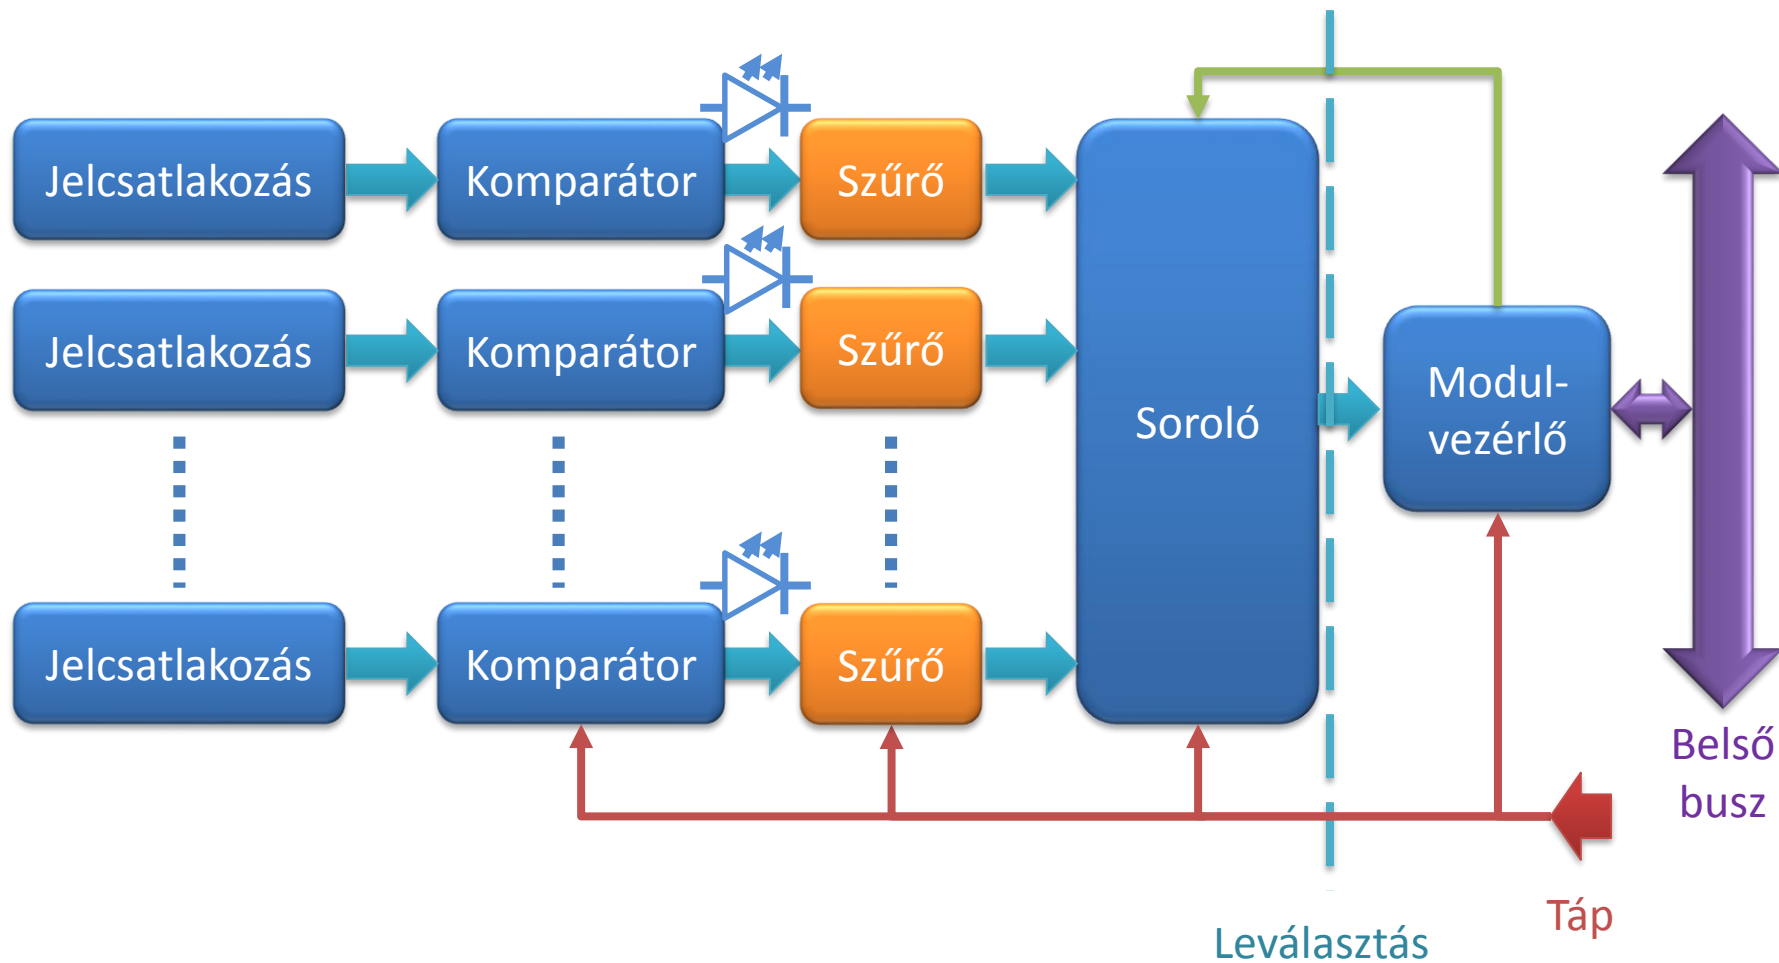 Jelcsatlakozás
Komparátor
Szűrő
Jelcsatlakozás
Komparátor
Szűrő
Jelcsatlakozás
Komparátor
Szűrő
Soroló
Modul-
vezérlő
Belső
busz
Táp
Leválasztás